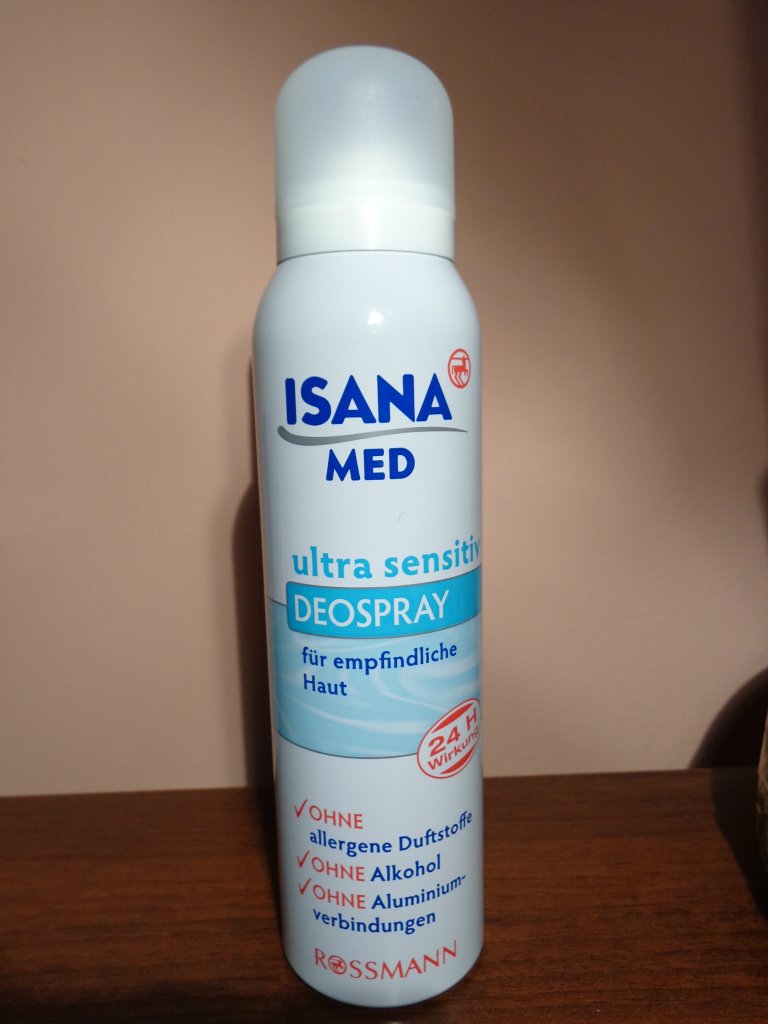 ISANA
MED
ultra sensitiv
DEOSPRAY
für empfindliche
Haut
24 H
Wirkung
OHNE
allergene Duftstoffe
OHNE Alkohol
OHNE Aluminium-
verbindungen
ROSSMANN